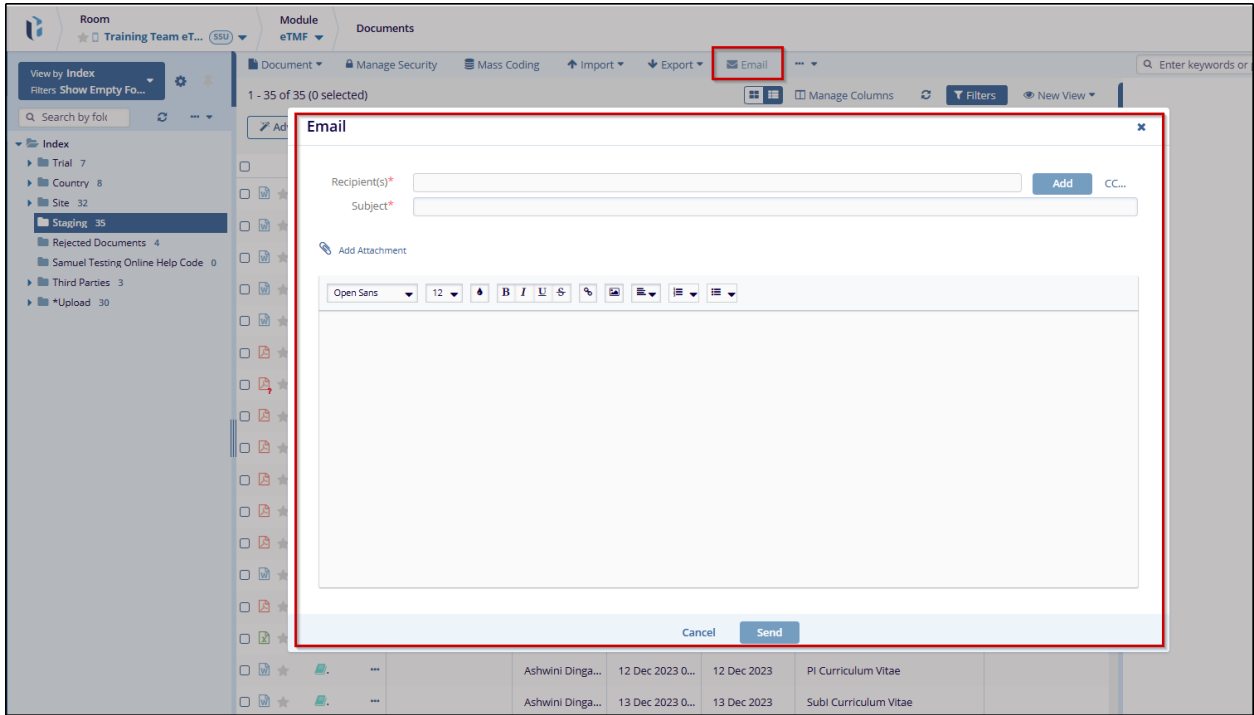 Room
Training Team eT... SSU
Module
eTMF
Documents
View by Index
Filters Show Empty Fo...
Search by fold
Index
Trial 7
Country 8
Site 32
Staging 35
Rejected Documents 4
Samuel Testing Online Help Code 0
Third Parties 3
*Upload 30
Document Manage Security Mass Coding Import Export Email ...
Enter keywords or
1 - 35 of 35 (0 selected)
Manage Columns Filters New View
Email
Recipient(s)* Add CC...
Subject*
Add Attachment
Open Sans 12 B I U S
Cancel Send
Ashwini Dinga... 12 Dec 2023 0... 12 Dec 2023 PI Curriculum Vitae
Ashwini Dinga... 13 Dec 2023 0... 13 Dec 2023 SubI Curriculum Vitae